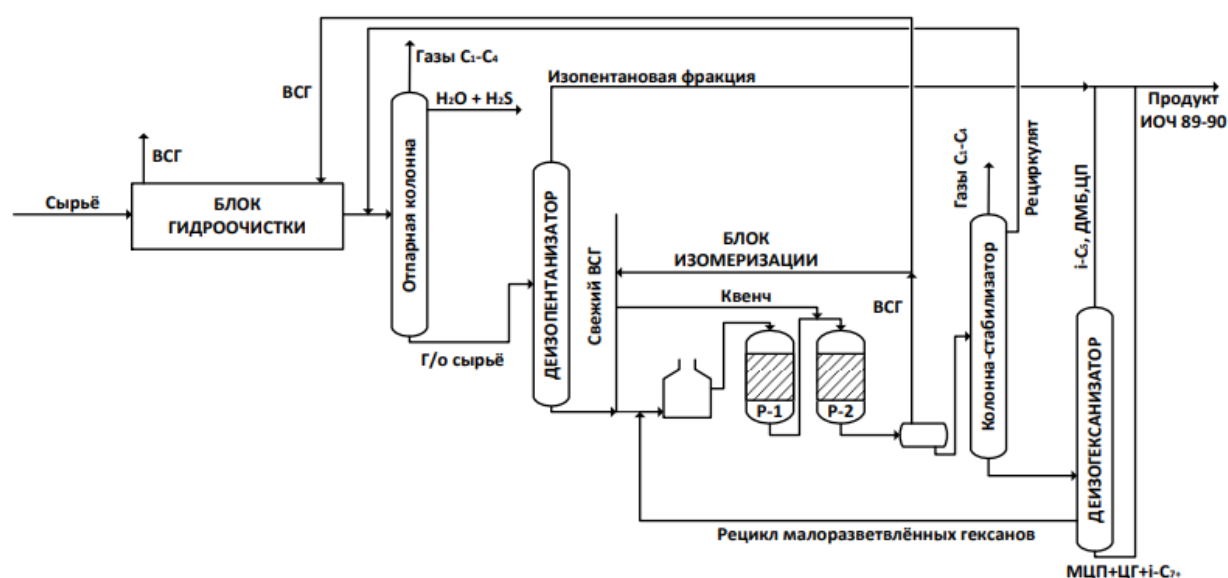 Газы C₁-C₄
ВСГ
H₂O + H₂S
ВСГ
Сырьё
БЛОК
ГИДРООЧИСТКИ
Отпарная колонна
Г/о сырьё
Изопентановая фракция
ДЕИЗОПЕНТАНИЗАТОР
Свежий ВСГ
БЛОК
ИЗОМЕРИЗАЦИИ
Квенч
ВСГ
Р-1
Р-2
Газы C₁-C₄
Рециркулят
Колонна-стабилизатор
Продукт
ИОЧ 89-90
i-C₅, ДМБ,ЦП
ДЕИЗОГЕКСАНИЗАТОР
Рецикл малоразветвлённых гексанов
МЦП+ЦГ+i-C₇₊